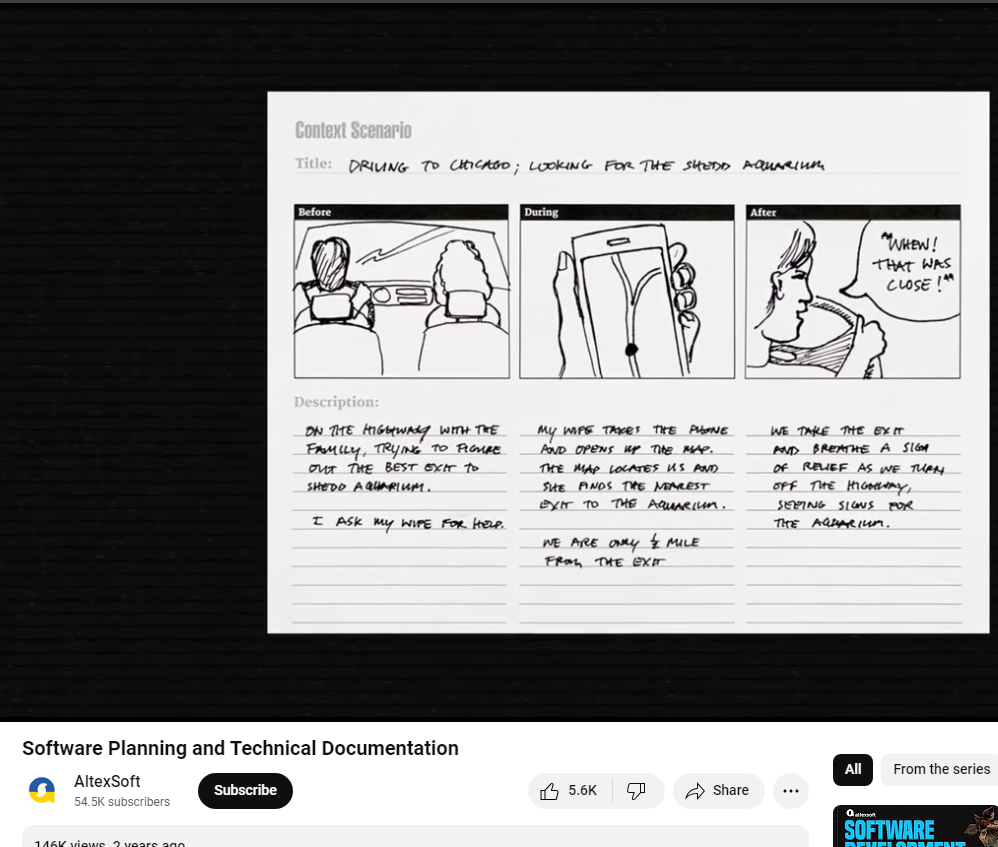 Context Scenario
Title: DRIVING TO CHICAGO; LOOKING FOR THE SHEDD AQUARIUM
Before
During
After
"WHEW!
THAT WAS
CLOSE!"
Description:
ON THE HIGHWAY WITH THE
FAMILY, TRYING TO FIGURE
OUT THE BEST EXIT TO
SHEDD AQUARIUM.
I ASK MY WIFE FOR HELP.
MY WIFE TAKES THE PHONE
AND OPENS UP THE MAP.
THE MAP LOCATES US AND
SHE FINDS THE NEAREST
EXIT TO THE AQUARIUM.
WE ARE ONLY ½ MILE
FROM THE EXIT
WE TAKE THE EXIT
AND BREATHE A SIGH
OF RELIEF AS WE TURN
OFF THE HIGHWAY,
SEEING SIGNS FOR
THE AQUARIUM.
Software Planning and Technical Documentation
AltexSoft
54.5K subscribers
Subscribe
5.6K
Share
All
From the series
146K views 2 years ago
altexsoft
SOFTWARE
DEVELOPMENT